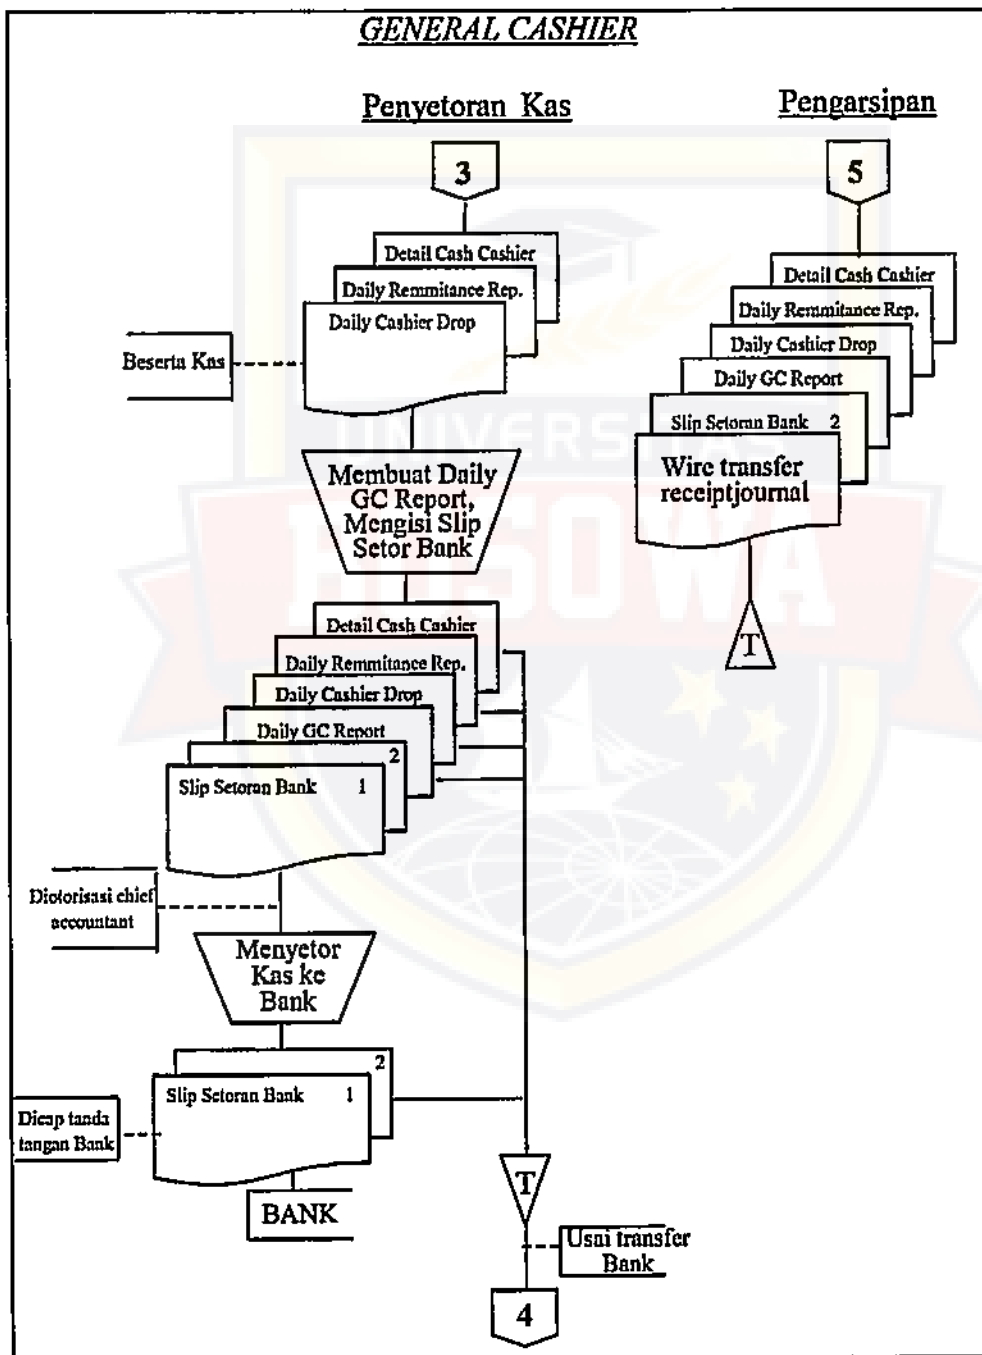 GENERAL CASHIER
Penyetoran Kas
3
Detail Cash Cashier
Daily Remmitance Rep.
Daily Cashier Drop
Beserta Kas
Membuat Daily
GC Report,
Mengisi Slip
Setor Bank
Detail Cash Cashier
Daily Remmitance Rep.
Daily Cashier Drop
Daily GC Report
2
Slip Setoran Bank 1
Diotorisasi chief
accountant
Menyetor
Kas ke
Bank
2
Slip Setoran Bank 1
Dicap tanda
tangan Bank
BANK
T
Usai transfer
Bank
4
Pengarsipan
5
Detail Cash Cashier
Daily Remmitance Rep.
Daily Cashier Drop
Daily GC Report
Slip Setoran Bank 2
Wire transfer
receiptjournal
T
UNIVERSITAS
BOSOWA